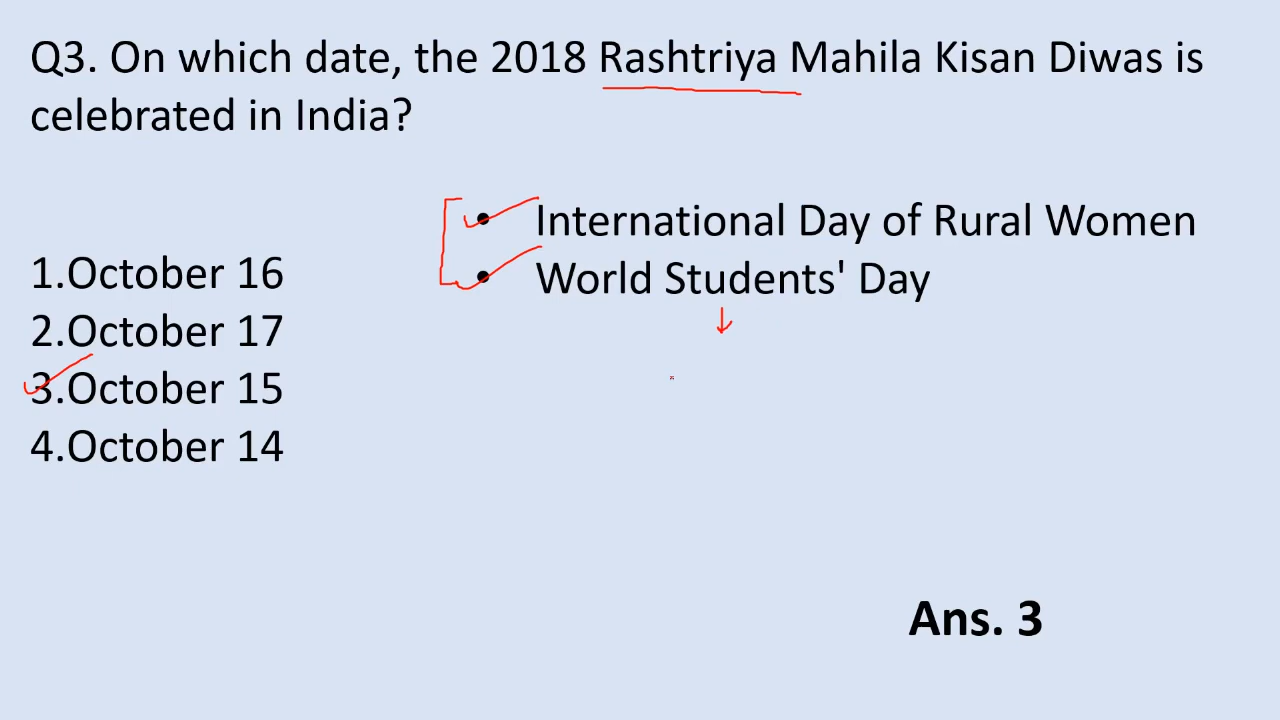 Q3. On which date, the 2018 Rashtriya Mahila Kisan Diwas is
celebrated in India?
• International Day of Rural Women
• World Students' Day
1.October 16
2.October 17
3.October 15
4.October 14
Ans. 3